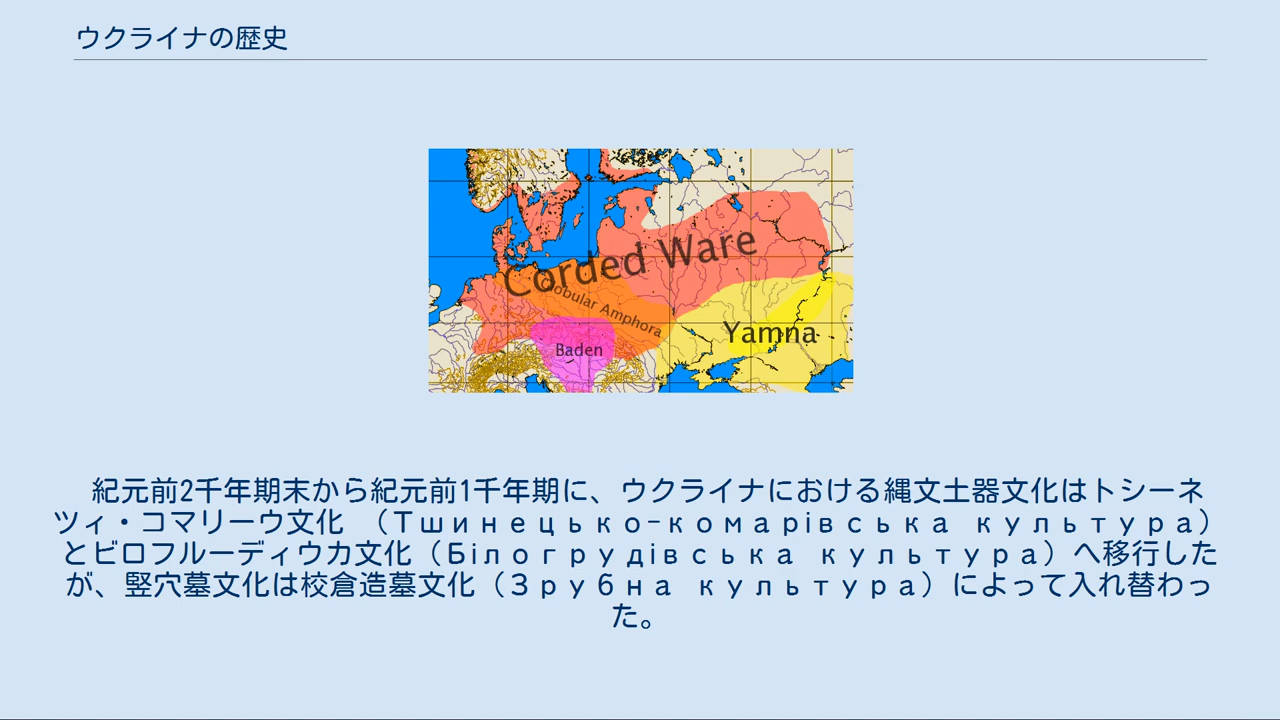 ウクライナの歴史
Corded Ware
lobular Amphora
Yamna
Baden
紀元前2千年期末から紀元前1千年期に、ウクライナにおける縄文土器文化はトシーネ
ツィ・コマリーウ文化 （Тшинецько-комарівська культура）
とビロフルーディウカ文化（Білогрудівська культура）へ移行した
が、竪穴墓文化は校倉造墓文化（Зрубна культура）によって入れ替わっ
た。